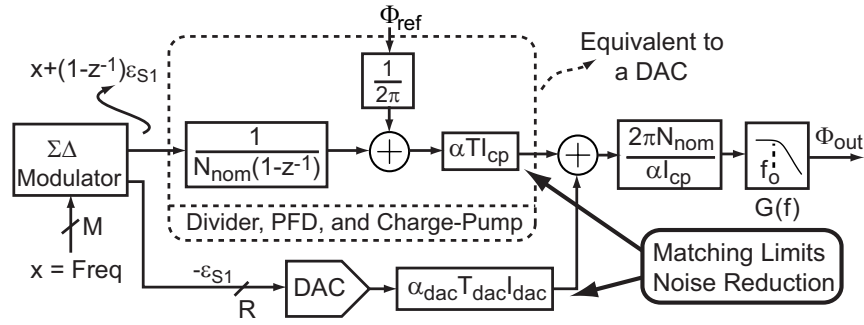 Φref
x+(1-z⁻¹)εS1
Equivalent to
a DAC
1
2π
ΣΔ
Modulator
1
Nnom(1-z⁻¹)
+
αTIcp
+
2πNnom
αIcp
fo
Φout
G(f)
Divider, PFD, and Charge-Pump
M
x = Freq
-εS1
R
DAC
αdacTdacIdac
Matching Limits
Noise Reduction